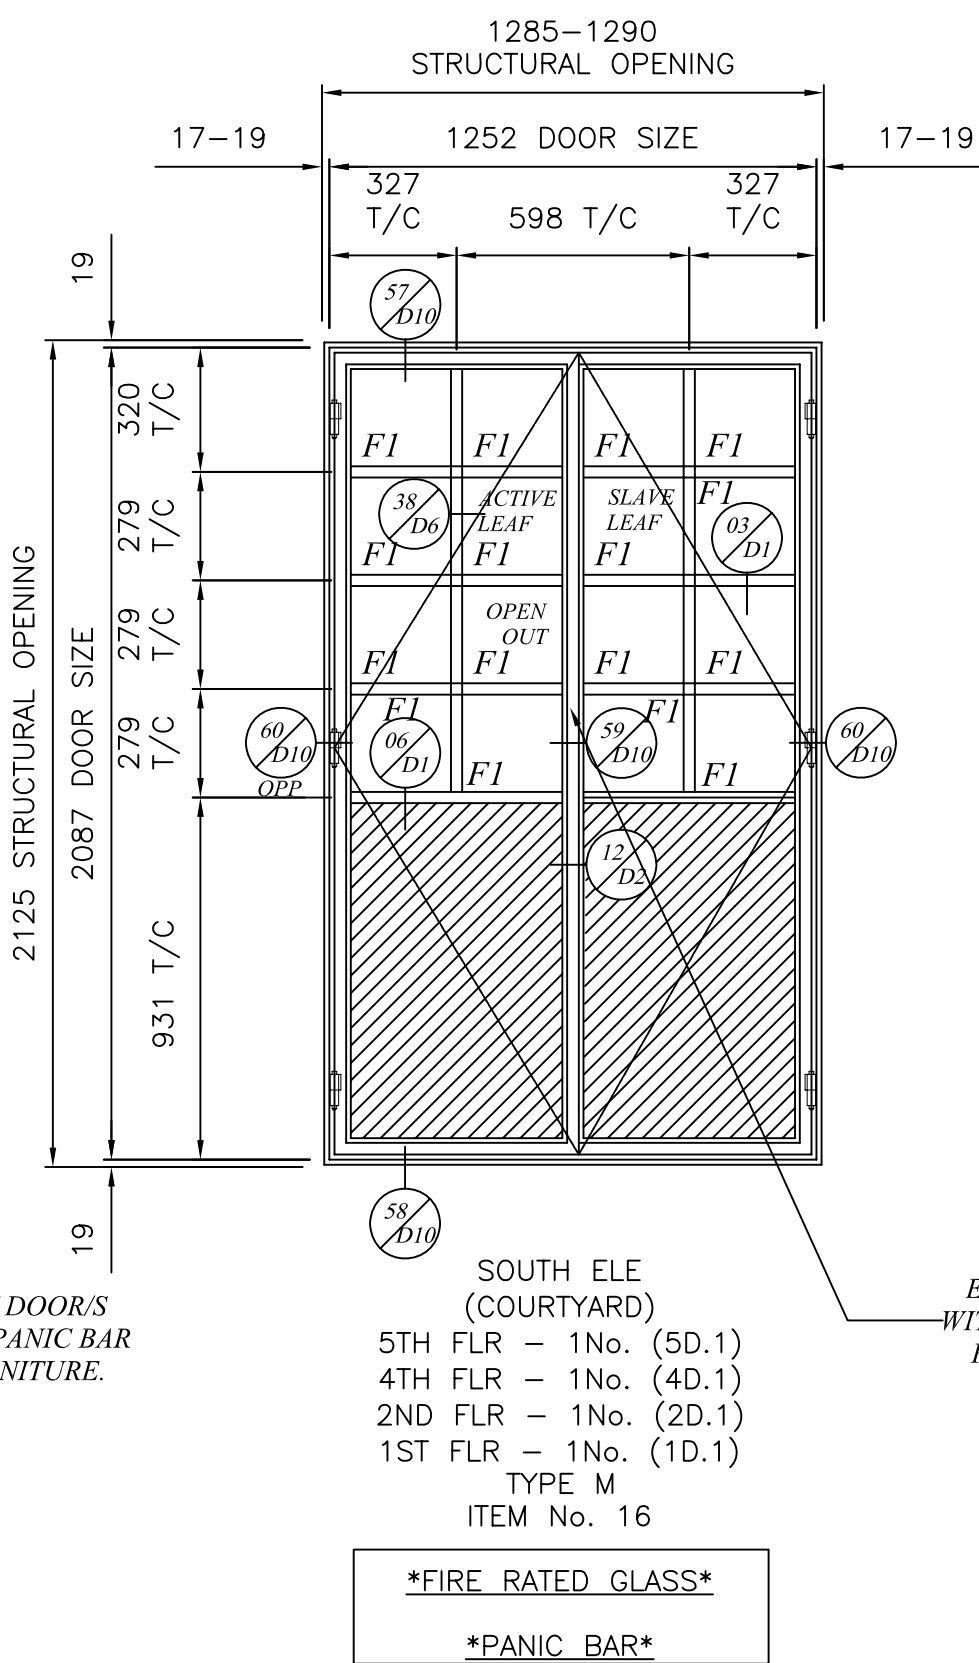 1285-1290
STRUCTURAL OPENING
17-19
1252 DOOR SIZE
17-19
327
T/C
598 T/C
327
T/C
19
57
D10
320
T/C
279
T/C
279
T/C
279
T/C
931 T/C
2125 STRUCTURAL OPENING
2087 DOOR SIZE
19
F1
F1
F1
F1
38
D6
ACTIVE
LEAF
SLAVE
LEAF
F1
03
D1
F1
F1
F1
OPEN
OUT
F1
F1
F1
F1
F1
F1
60
D10
OPP
06
D1
59
D10
60
D10
F1
F1
12
D2
58
D10
DOOR/S
PANIC BAR
NITURE.
E
WIT
SOUTH ELE
(COURTYARD)
5TH FLR - 1No. (5D.1)
4TH FLR - 1No. (4D.1)
2ND FLR - 1No. (2D.1)
1ST FLR - 1No. (1D.1)
TYPE M
ITEM No. 16
*FIRE RATED GLASS*
*PANIC BAR*